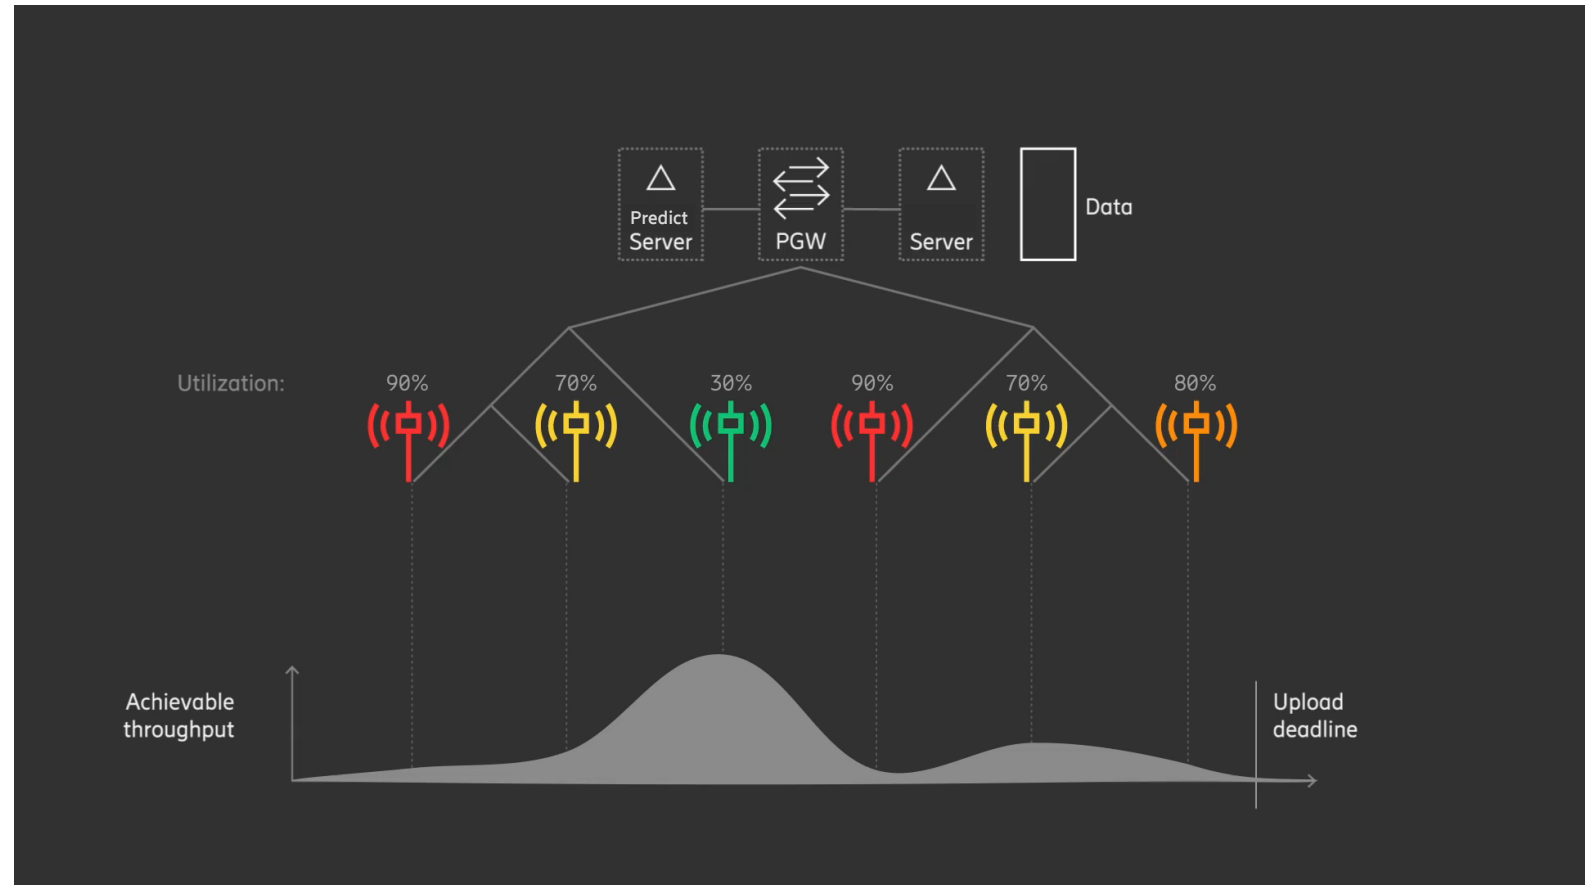 Predict
Server
PGW
Server
Data
Utilization:
90%
70%
30%
90%
70%
80%
Achievable
throughput
Upload
deadline